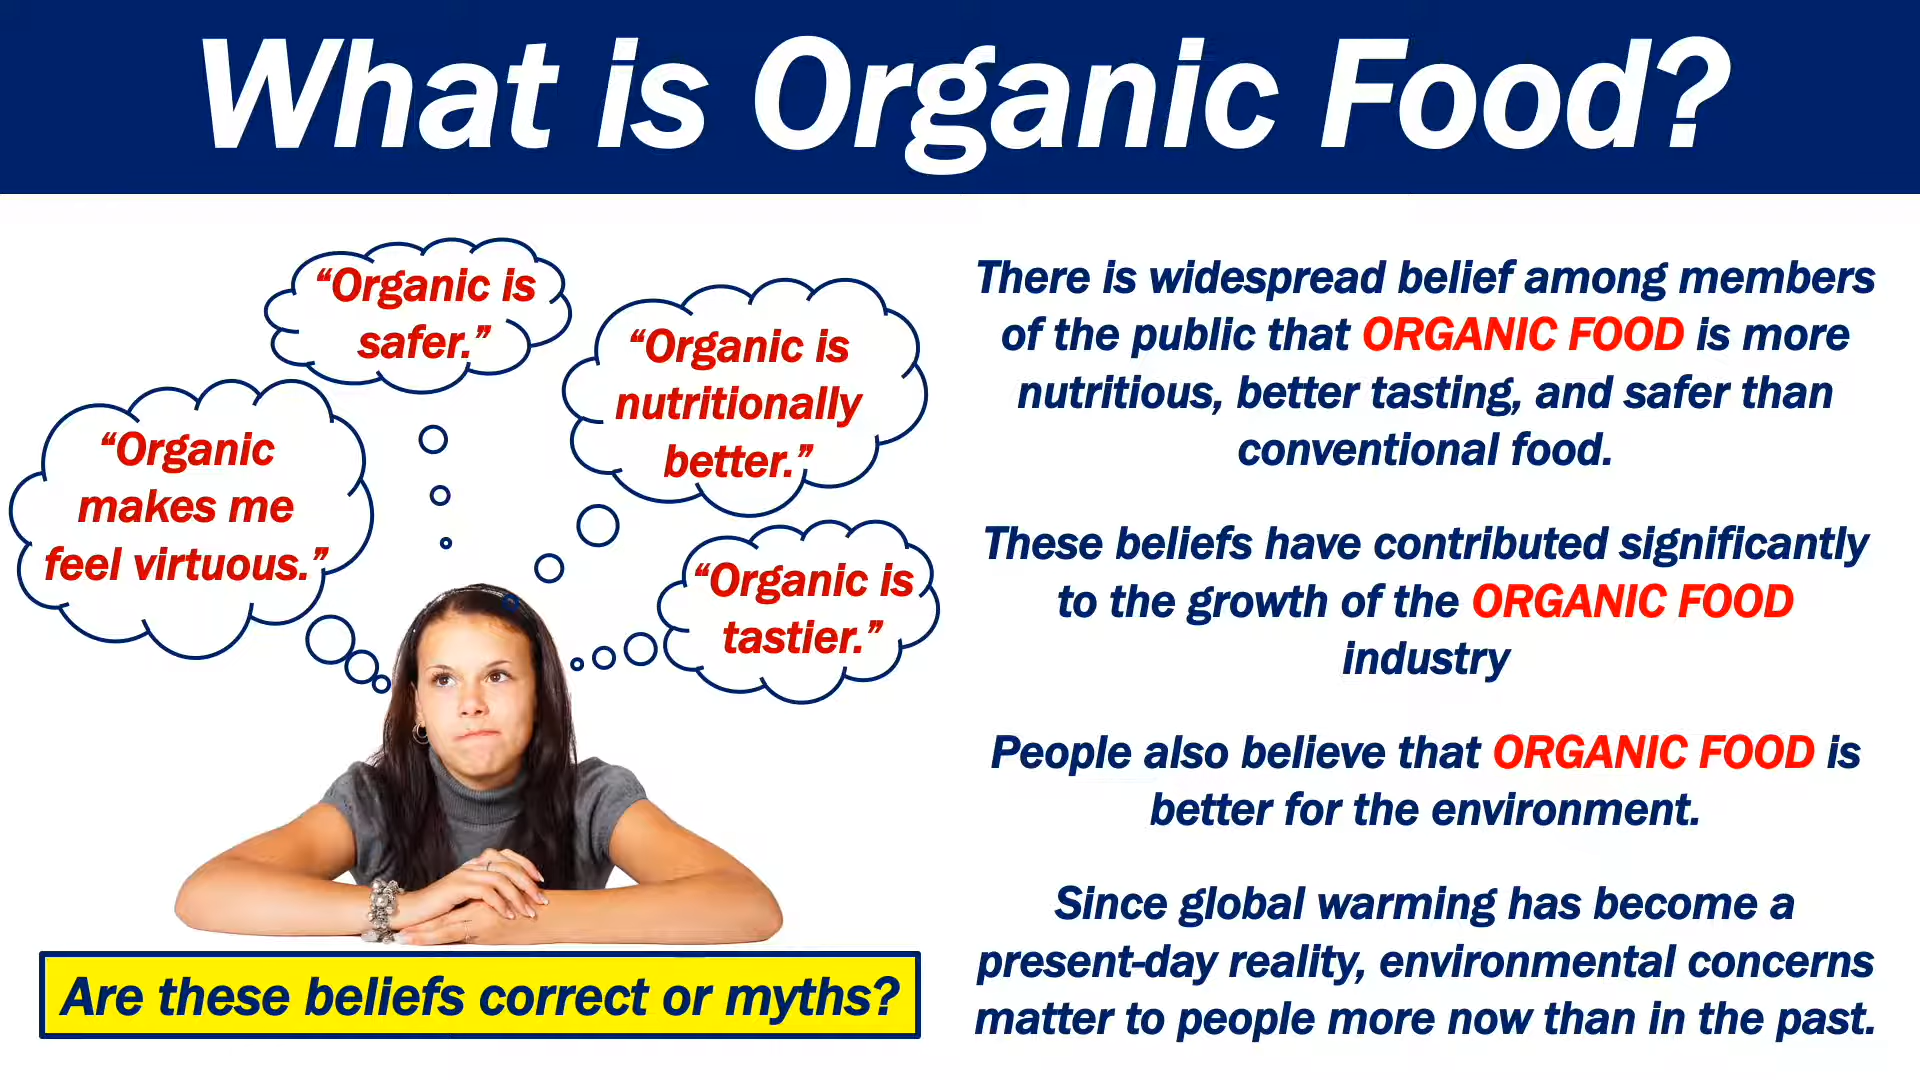 What is Organic Food?
“Organic is
safer.”
“Organic is
nutritionally
better.”
“Organic
makes me
feel virtuous.”
“Organic is
tastier.”
Are these beliefs correct or myths?
There is widespread belief among members
of the public that ORGANIC FOOD is more
nutritious, better tasting, and safer than
conventional food.
These beliefs have contributed significantly
to the growth of the ORGANIC FOOD
industry
People also believe that ORGANIC FOOD is
better for the environment.
Since global warming has become a
present-day reality, environmental concerns
matter to people more now than in the past.